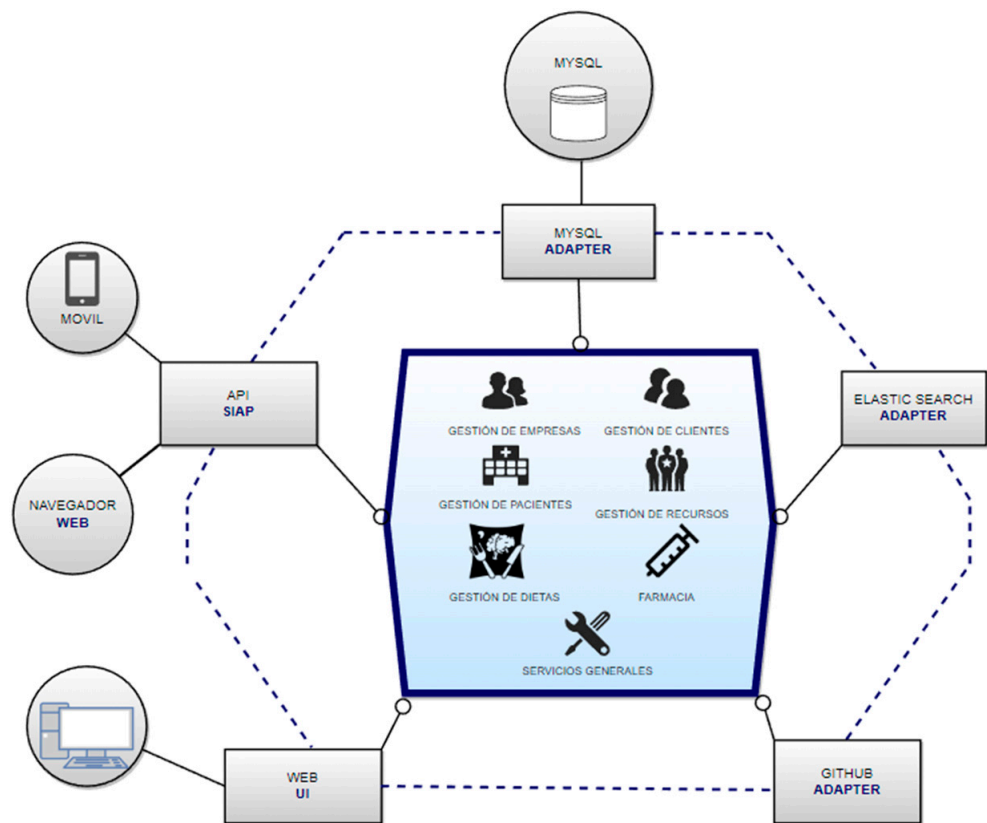 MYSQL
MYSQL
ADAPTER
MOVIL
API
SIAP
ELASTIC SEARCH
ADAPTER
GESTIÓN DE EMPRESAS
GESTIÓN DE CLIENTES
NAVEGADOR
WEB
GESTIÓN DE PACIENTES
GESTIÓN DE RECURSOS
GESTIÓN DE DIETAS
FARMACIA
SERVICIOS GENERALES
WEB
UI
GITHUB
ADAPTER